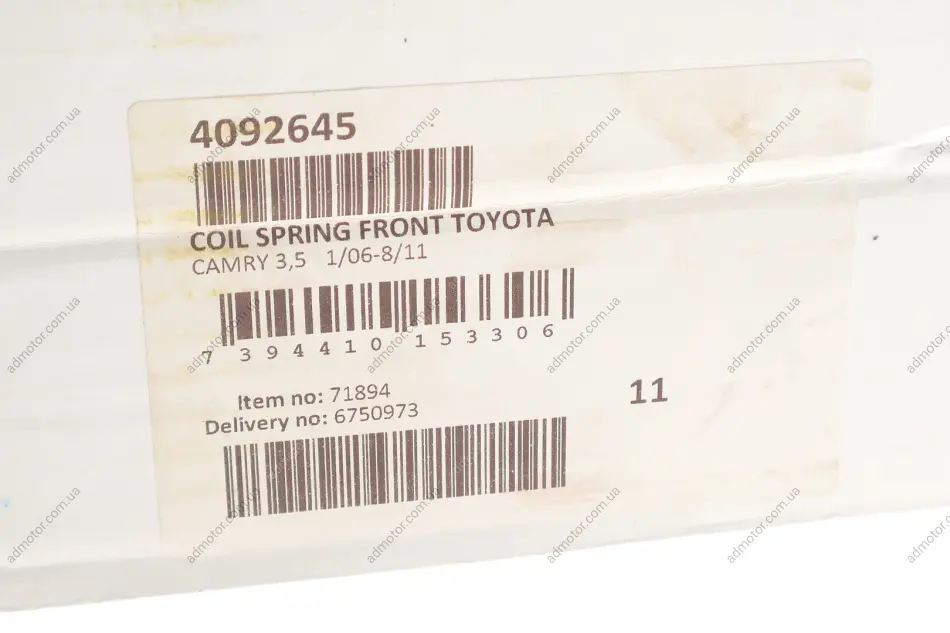 4092645
COIL SPRING FRONT TOYOTA
CAMRY 3,5 1/06-8/11
7 394410 153306
Item no: 71894
Delivery no: 6750973
11
admotor.com.ua